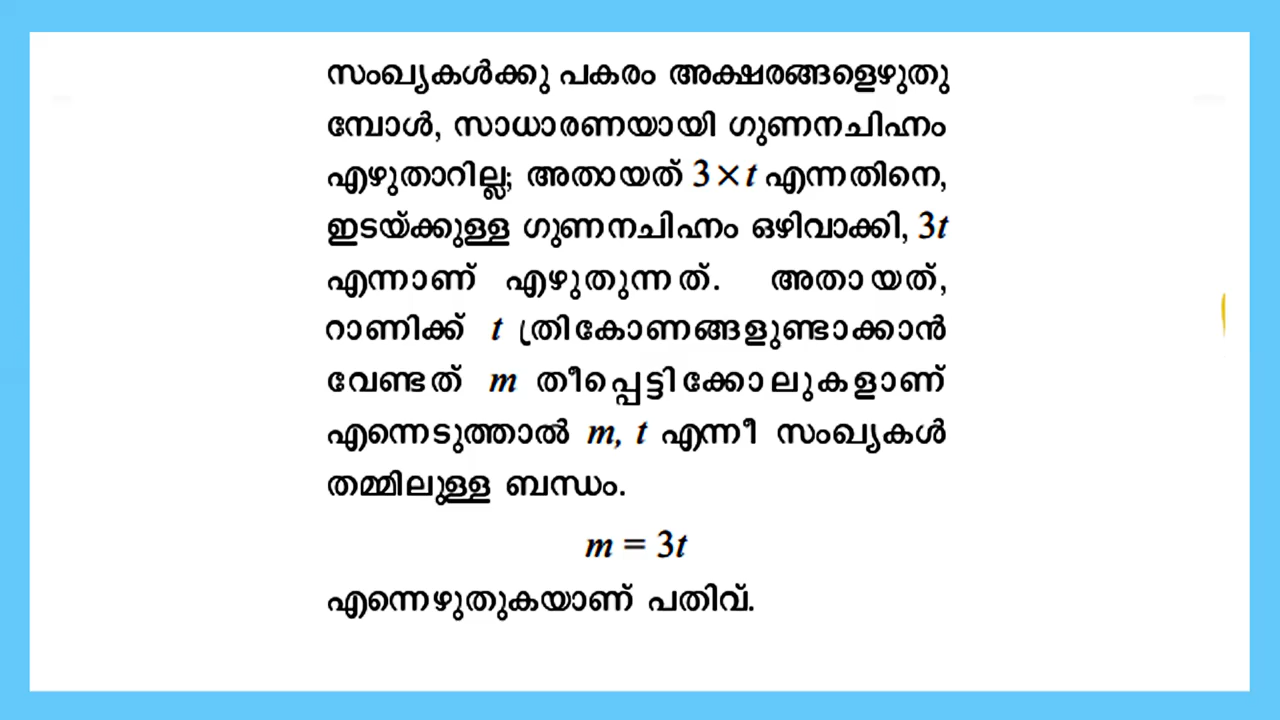 സംഖ്യകൾക്കു പകരം അക്ഷരങ്ങളെഴുതു
മ്പോൾ, സാധാരണയായി ഗുണനചിഹ്നം
എഴുതാറില്ല; അതായത് 3 × t എന്നതിനെ,
ഇടയ്ക്കുള്ള ഗുണനചിഹ്നം ഒഴിവാക്കി, 3t
എന്നാണ് എഴുതുന്നത്. അതായത്,
റാണിക്ക് t ത്രികോണങ്ങളുണ്ടാക്കാൻ
വേണ്ടത് m തീപ്പെട്ടിക്കോലുകളാണ്
എന്നെടുത്താൽ m, t എന്നീ സംഖ്യകൾ
തമ്മിലുള്ള ബന്ധം.
m = 3t
എന്നെഴുതുകയാണ് പതിവ്.